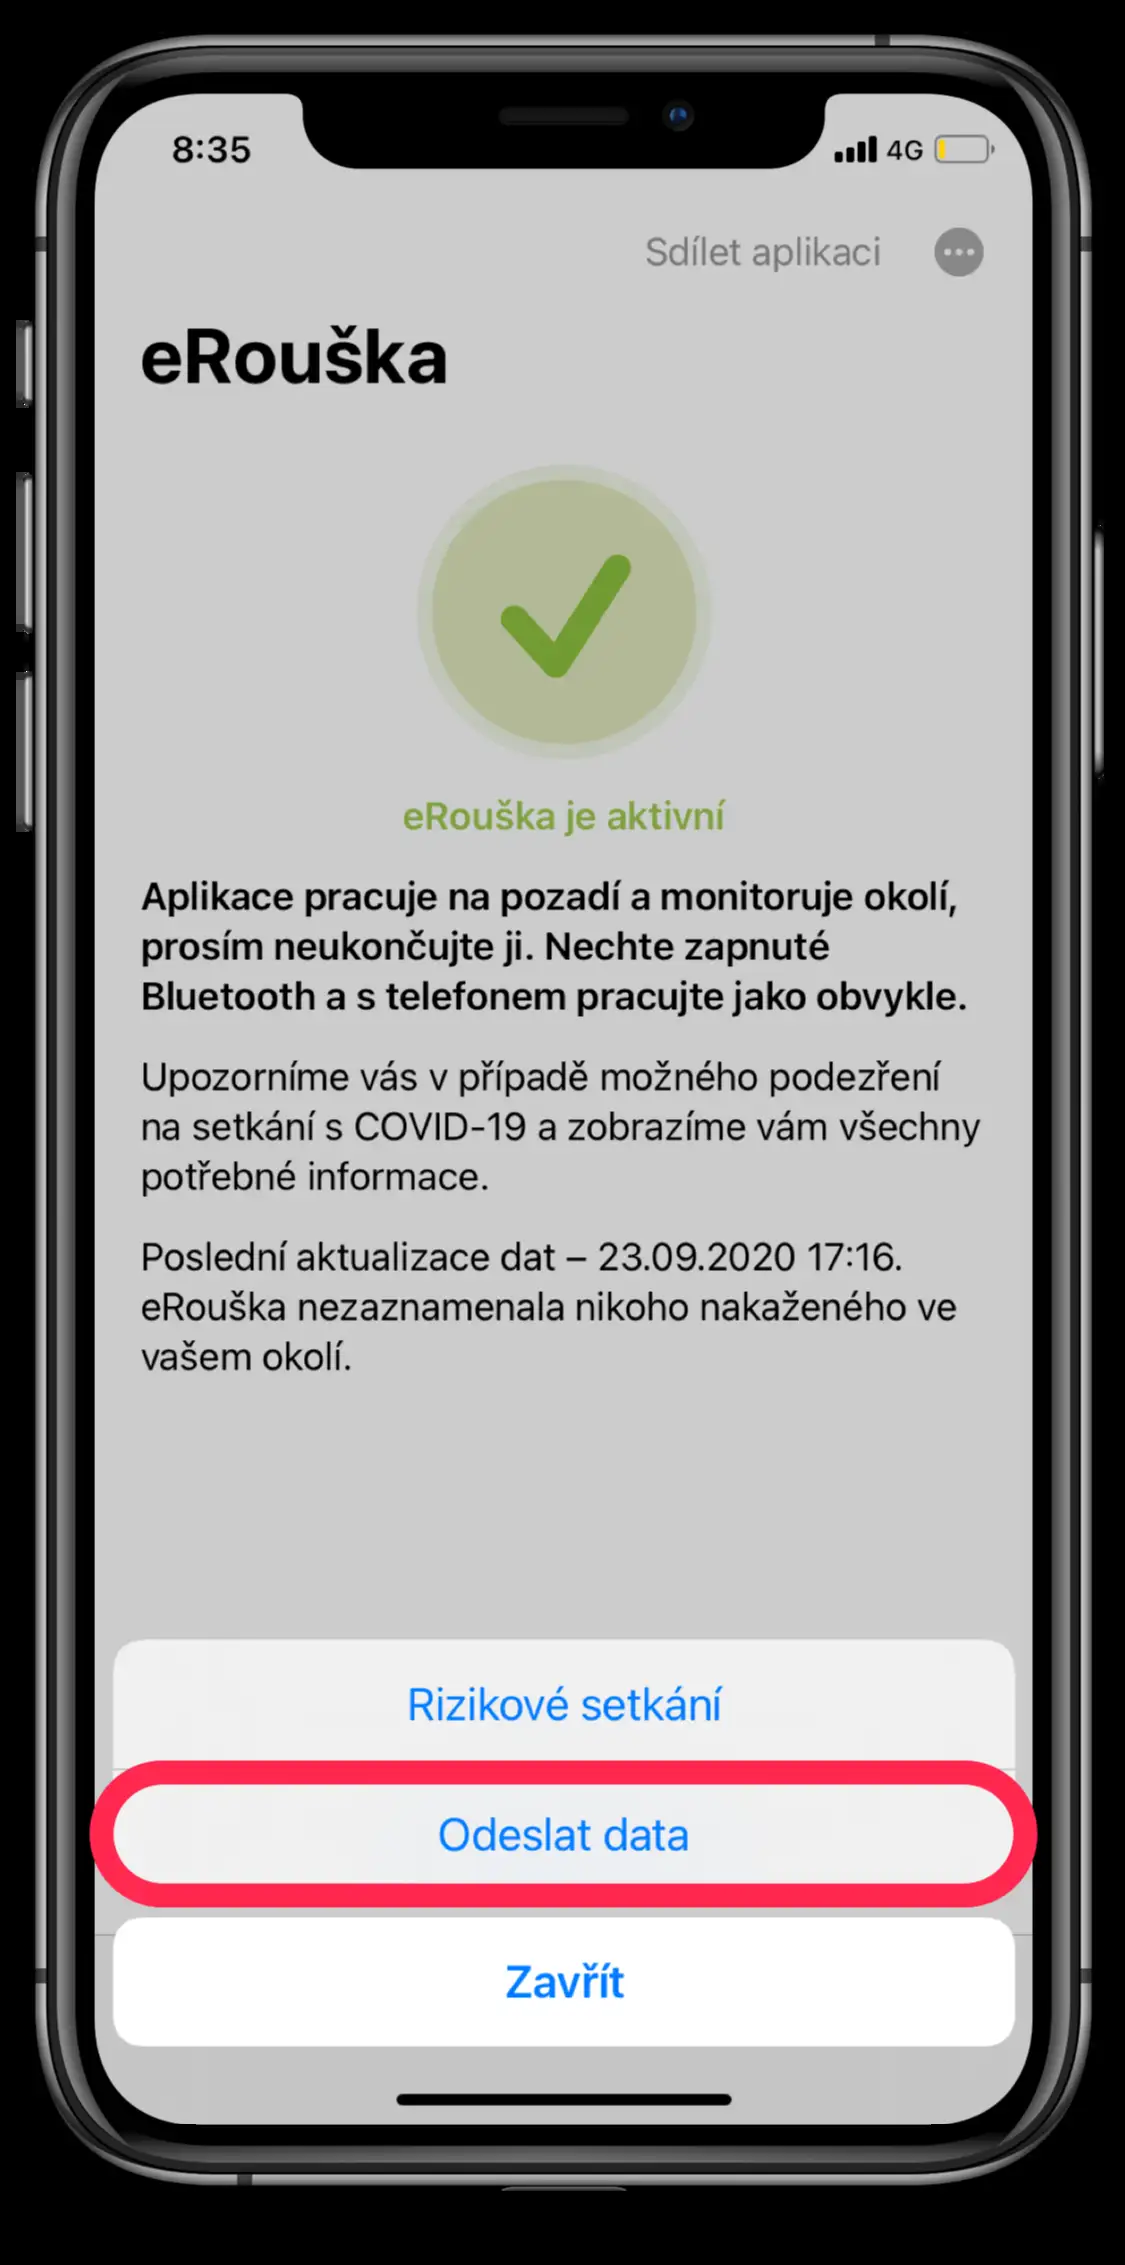 8:35
4G
Sdílet aplikaci
eRouška
eRouška je aktivní
Aplikace pracuje na pozadí a monitoruje okolí,
prosím neukončujte ji. Nechte zapnuté
Bluetooth a s telefonem pracujte jako obvykle.
Upozorníme vás v případě možného podezření
na setkání s COVID-19 a zobrazíme vám všechny
potřebné informace.
Poslední aktualizace dat – 23.09.2020 17:16.
eRouška nezaznamenala nikoho nakaženého ve
vašem okolí.
Rizikové setkání
Odeslat data
Zavřít